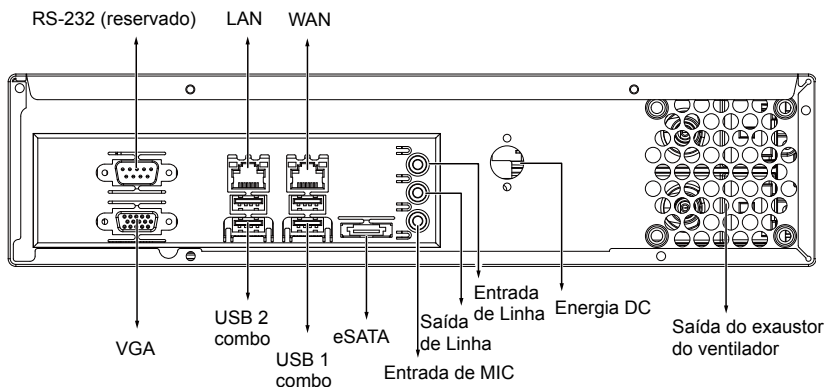 RS-232 (reservado)
LAN
WAN
VGA
USB 2
combo
USB 1
combo
eSATA
Entrada de MIC
Saída
de Linha
Entrada
de Linha
Energia DC
Saída do exaustor
do ventilador